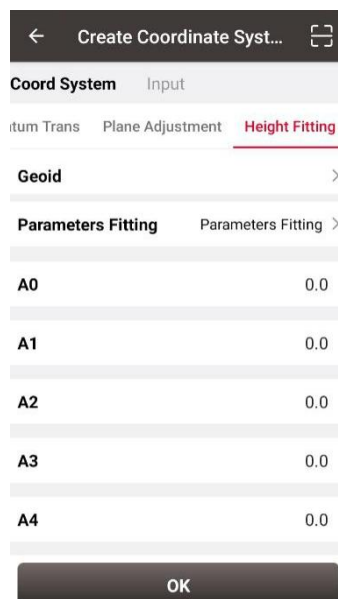 Create Coordinate Syst...
Coord System Input
tum Trans Plane Adjustment Height Fitting
Geoid
Parameters Fitting Parameters Fitting
A0 0.0
A1 0.0
A2 0.0
A3 0.0
A4 0.0
OK